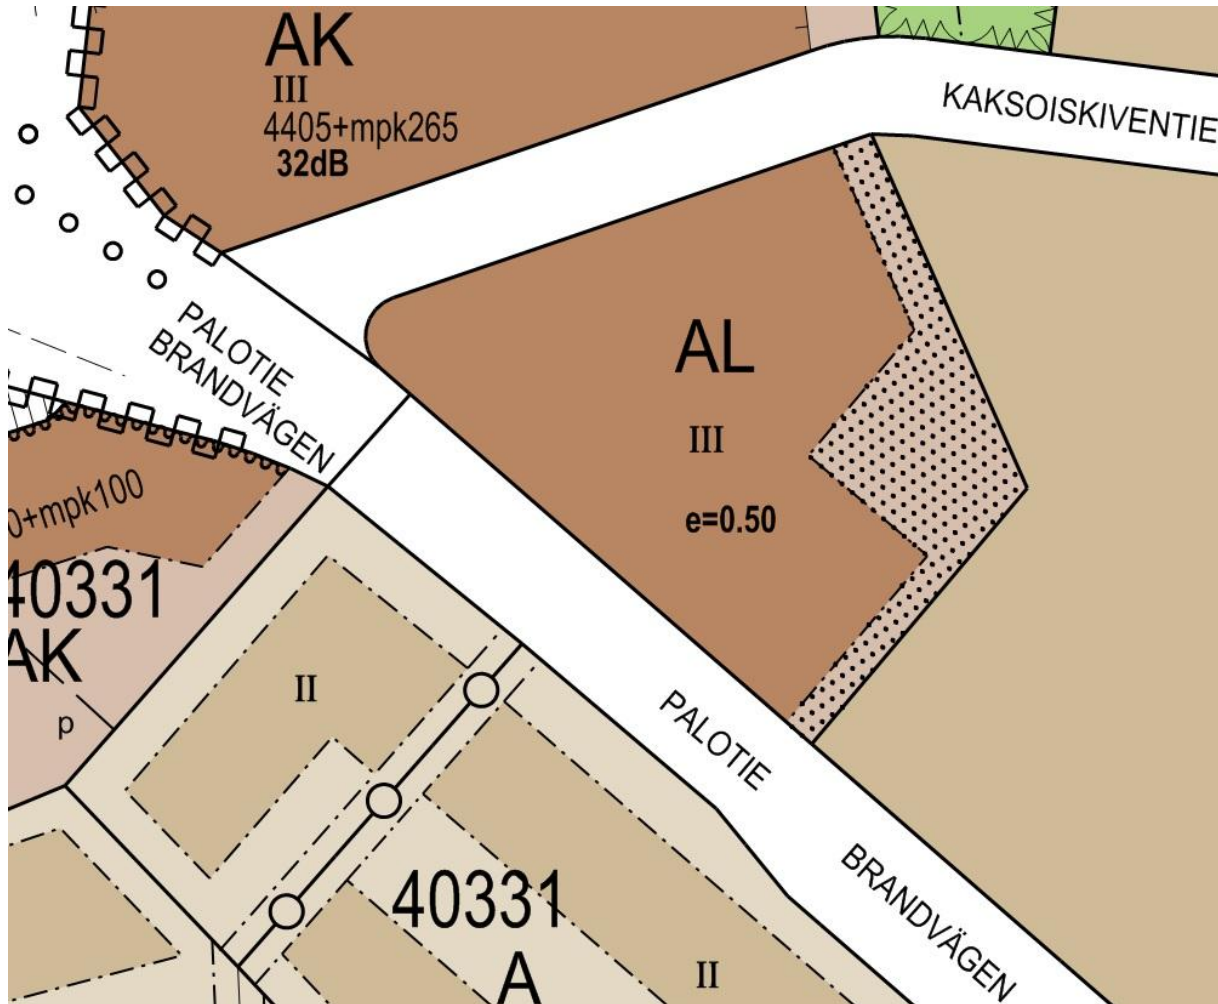 AK
III
4405+mpk265
32dB
KAKSOISKIVENTIE
PALOTIE
BRANDVÄGEN
AL
III
e=0.50
0+mpk100
40331
AK
p
II
PALOTIE
BRANDVÄGEN
40331
A
II